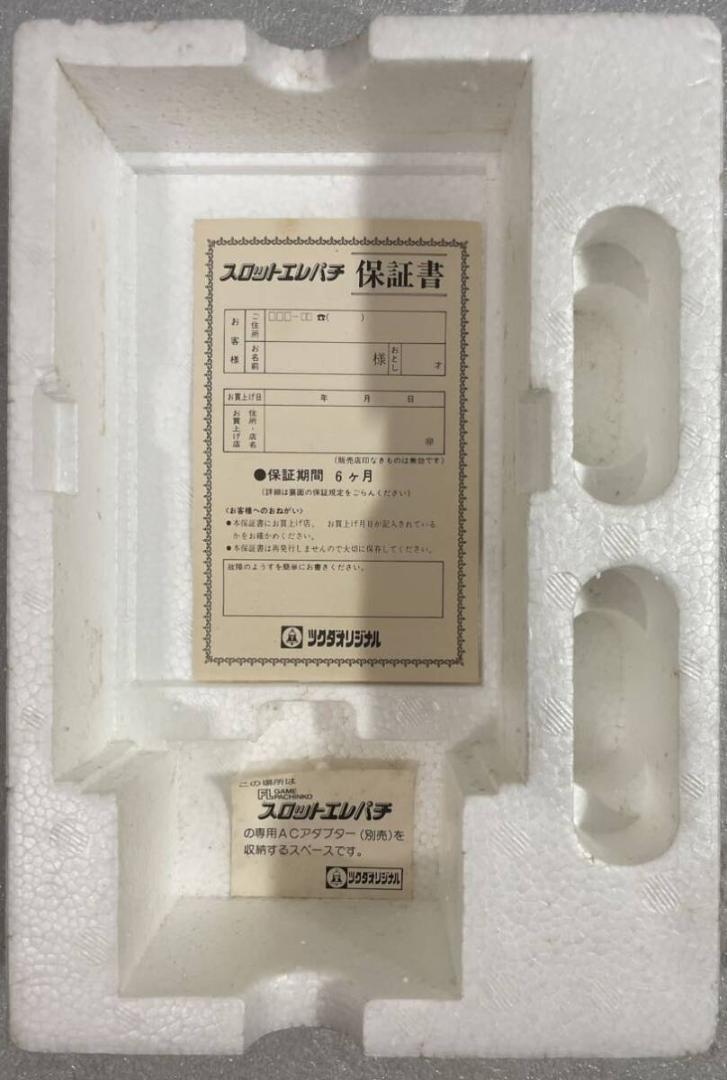 スロットエレパチ 保証書
お客様
ご住所
□□□-□□ ☎( )
お名前
様
おとし
才
お買上げ日 年 月 日
お買上げ店
住所・店名
㊞
(販売店印なきものは無効です)
●保証期間 6ヶ月
(詳細は裏面の保証規定をごらんください)
〈お客様へのおねがい〉
●本保証書にお買上げ店、 お買上げ月日が記入されている
かをお確かめください。
●本保証書は再発行しませんので大切に保存してください。
故障のようすを簡単にお書きください。
ツクダオリジナル
この場所は
FL GAME PACHINKO
スロットエレパチ
の専用ACアダプター(別売)を
収納するスペースです。
ツクダオリジナル